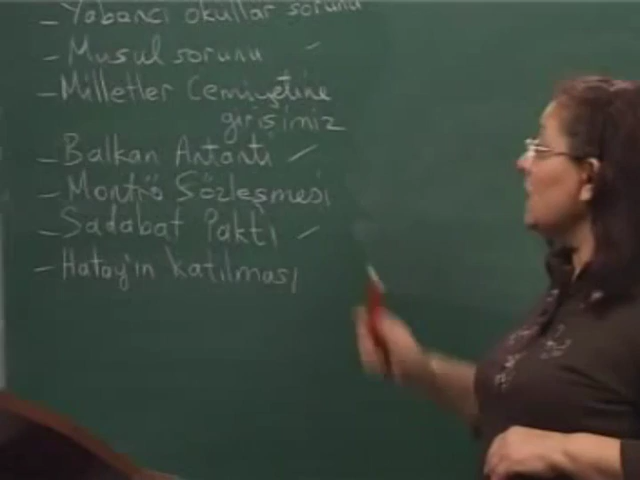 – Yabancı okullar sorunu
– Musul sorunu
– Milletler Cemiyetine
girişimiz
– Balkan Antantı
– Montrö Sözleşmesi
– Sadabat Paktı
– Hatay'ın katılması